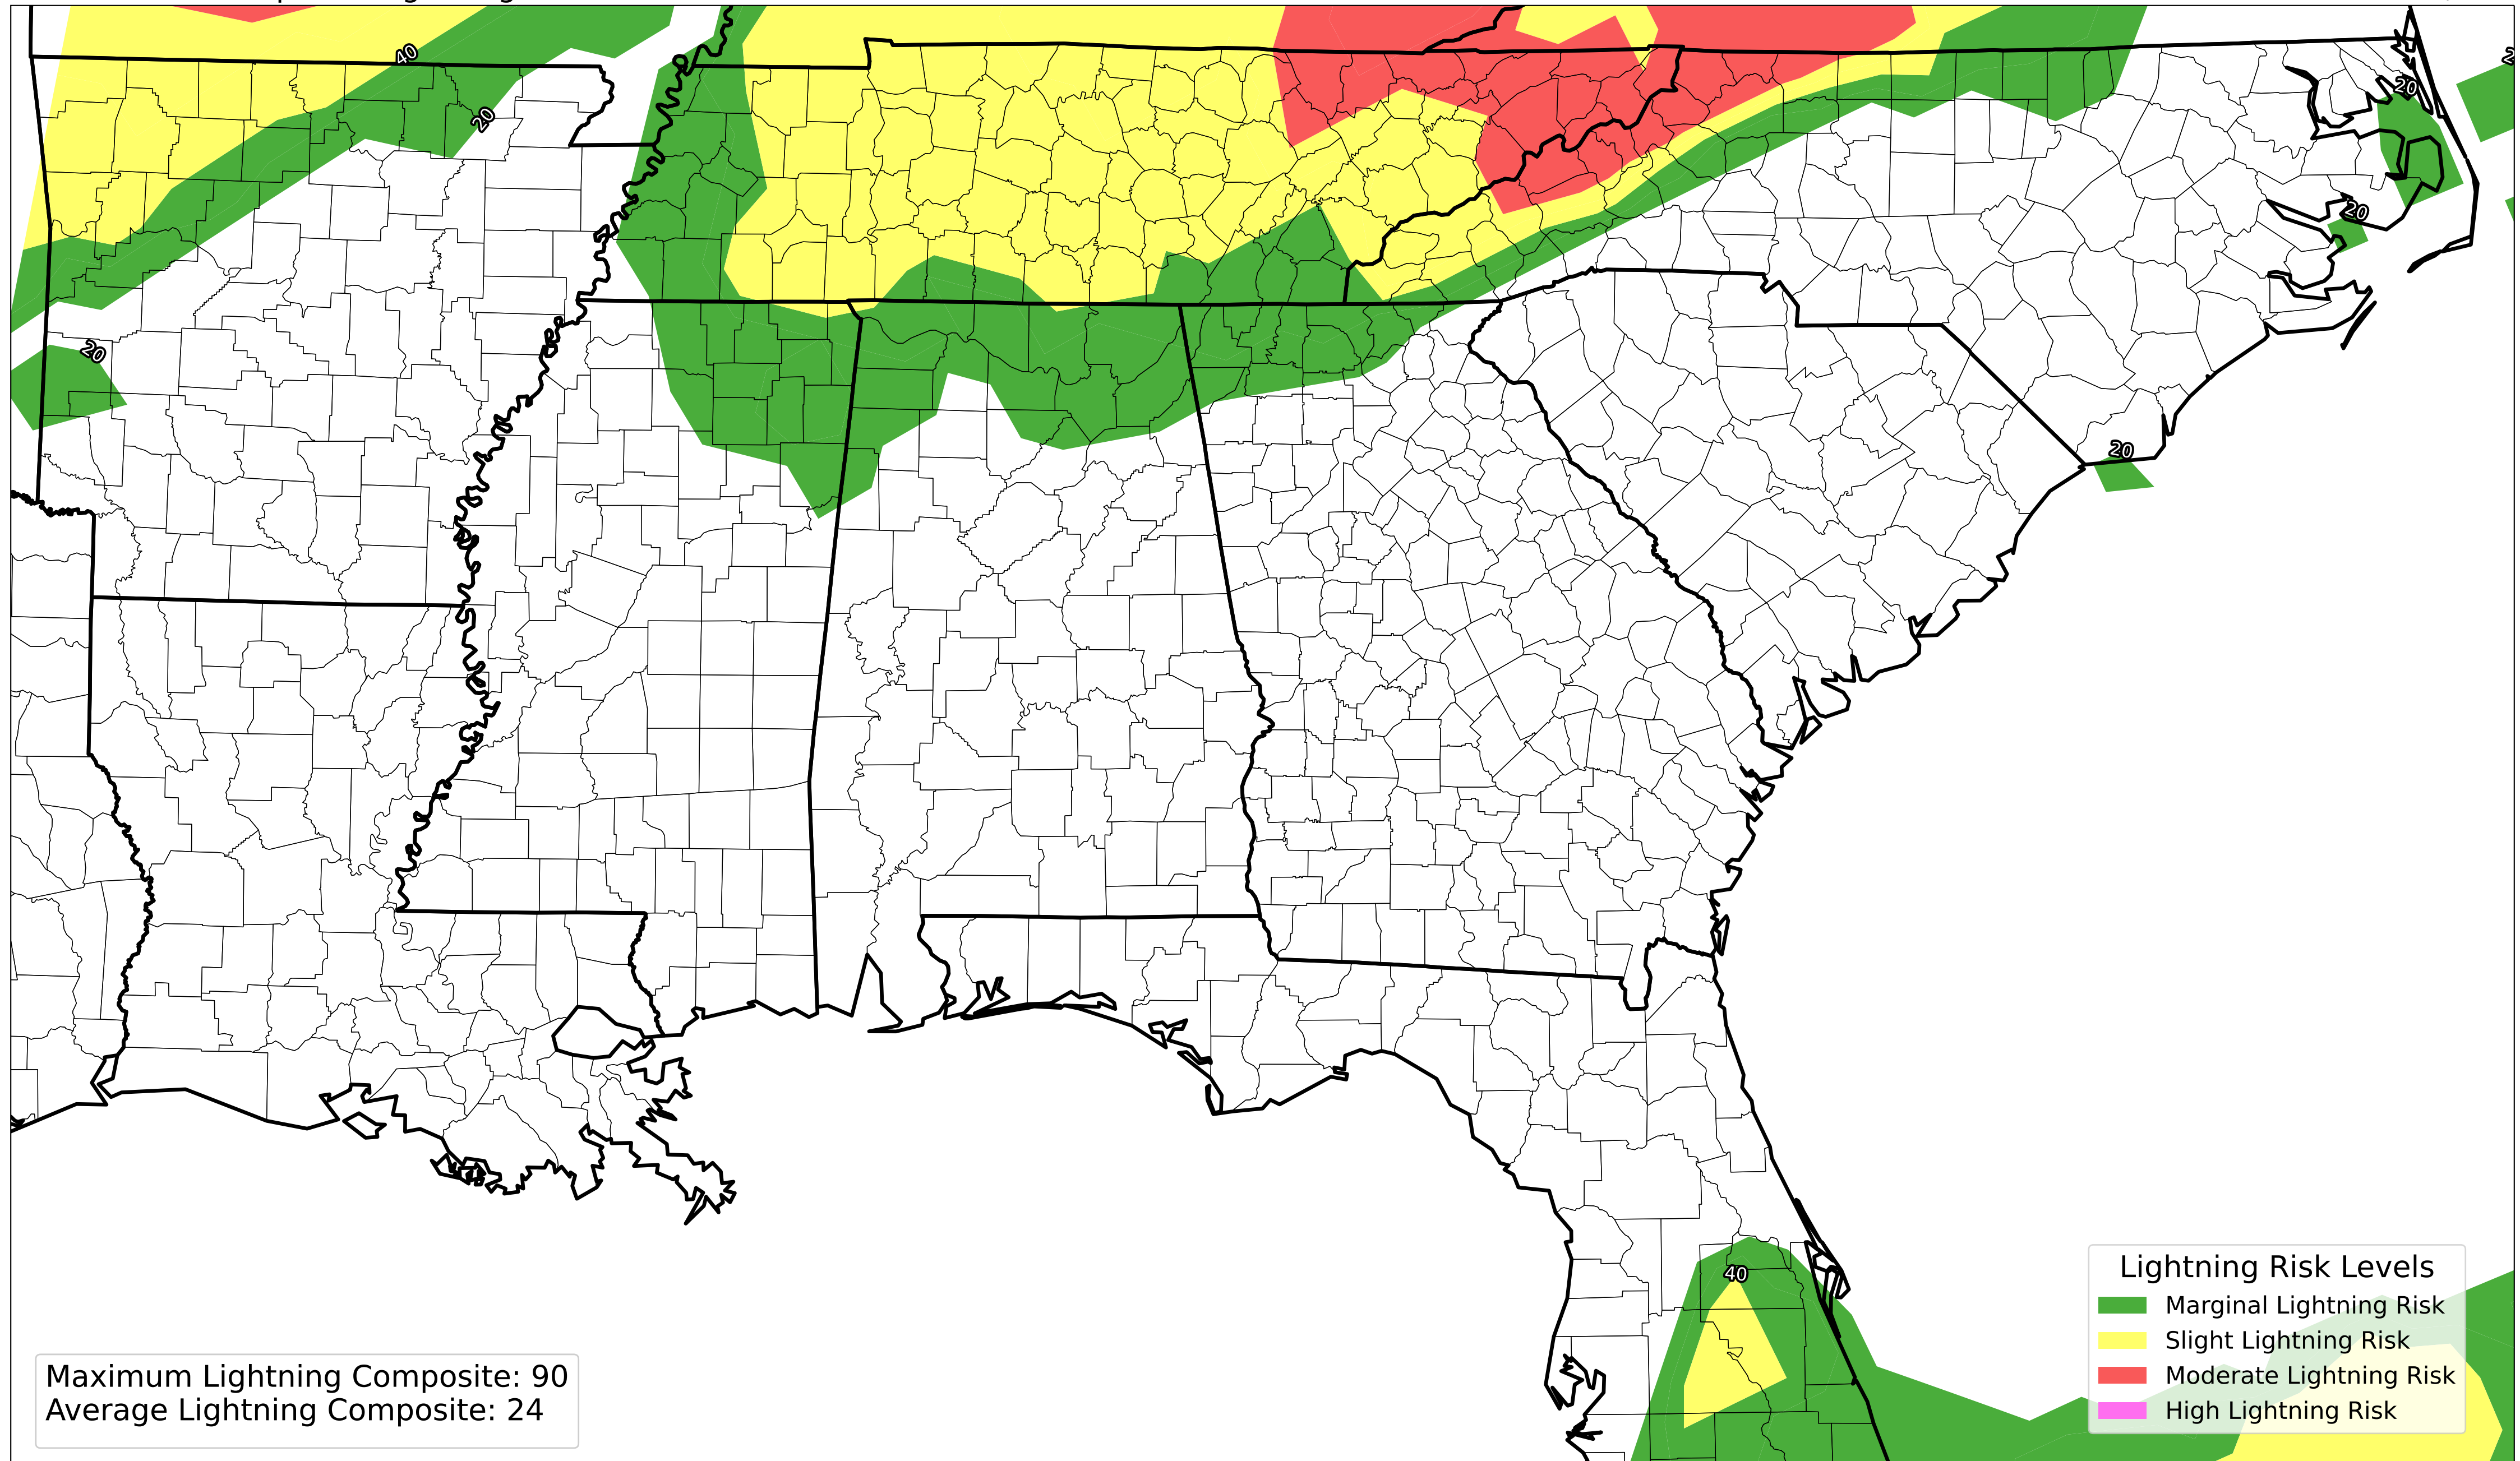 40
20
20
20
20
20
40
Lightning Risk Levels
Marginal Lightning Risk
Slight Lightning Risk
Moderate Lightning Risk
High Lightning Risk
Maximum Lightning Composite: 90
Average Lightning Composite: 24